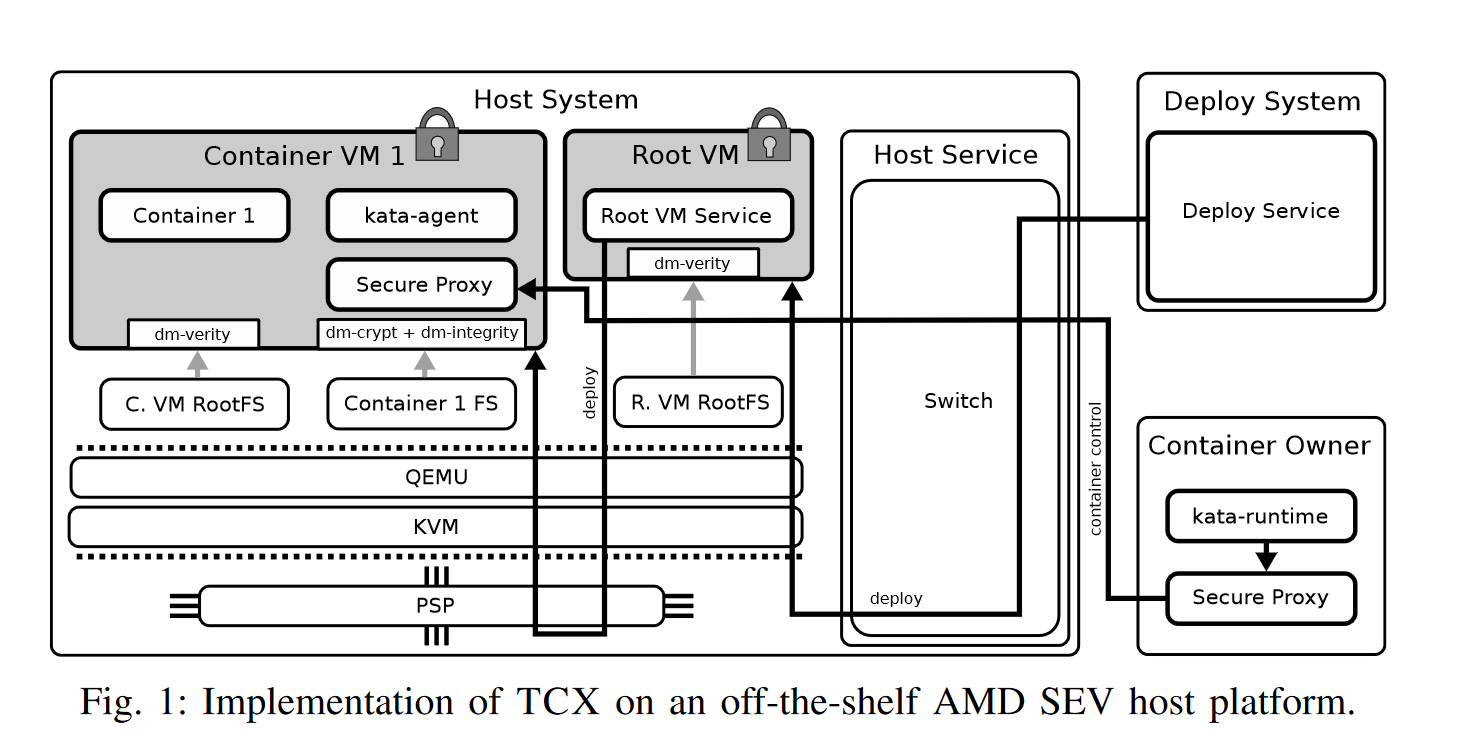 Host System
Container VM 1
Container 1
kata-agent
Secure Proxy
dm-verity
dm-crypt + dm-integrity
C. VM RootFS
Container 1 FS
Root VM
Root VM Service
dm-verity
deploy
R. VM RootFS
QEMU
KVM
PSP
Host Service
Switch
deploy
container control
Deploy System
Deploy Service
Container Owner
kata-runtime
Secure Proxy
Fig. 1: Implementation of TCX on an off-the-shelf AMD SEV host platform.